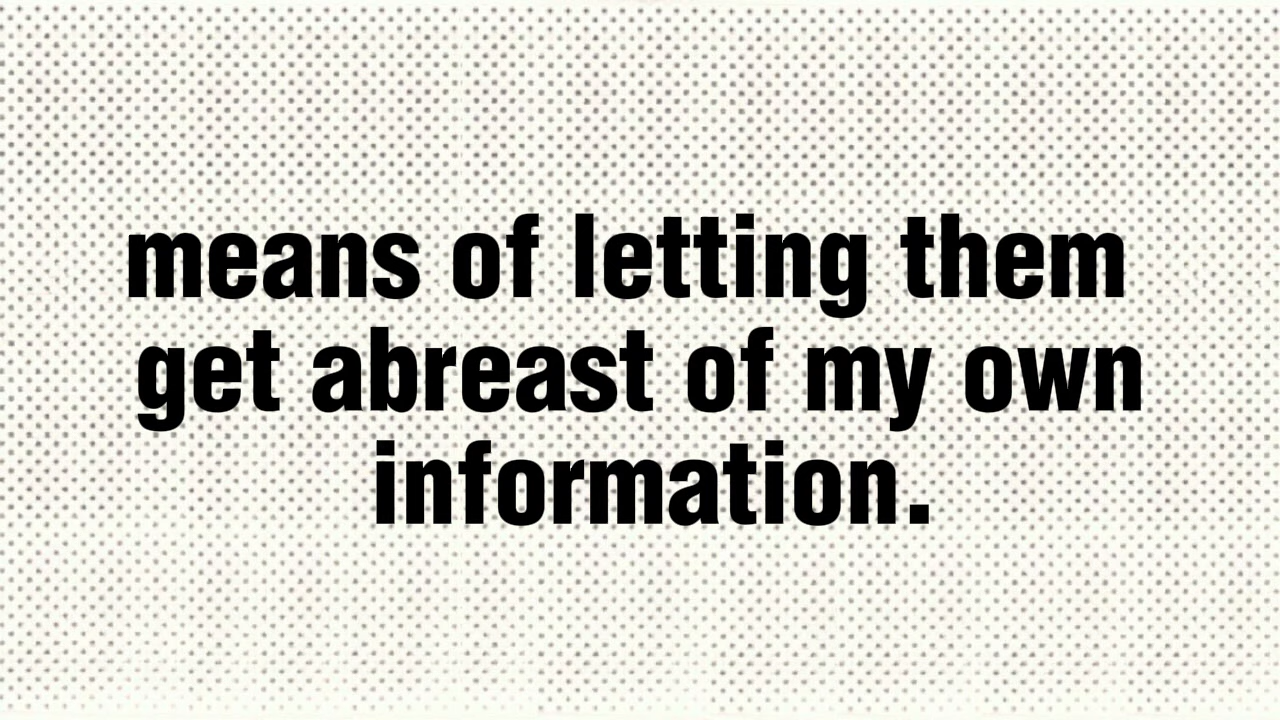 means of letting them
get abreast of my own
information.